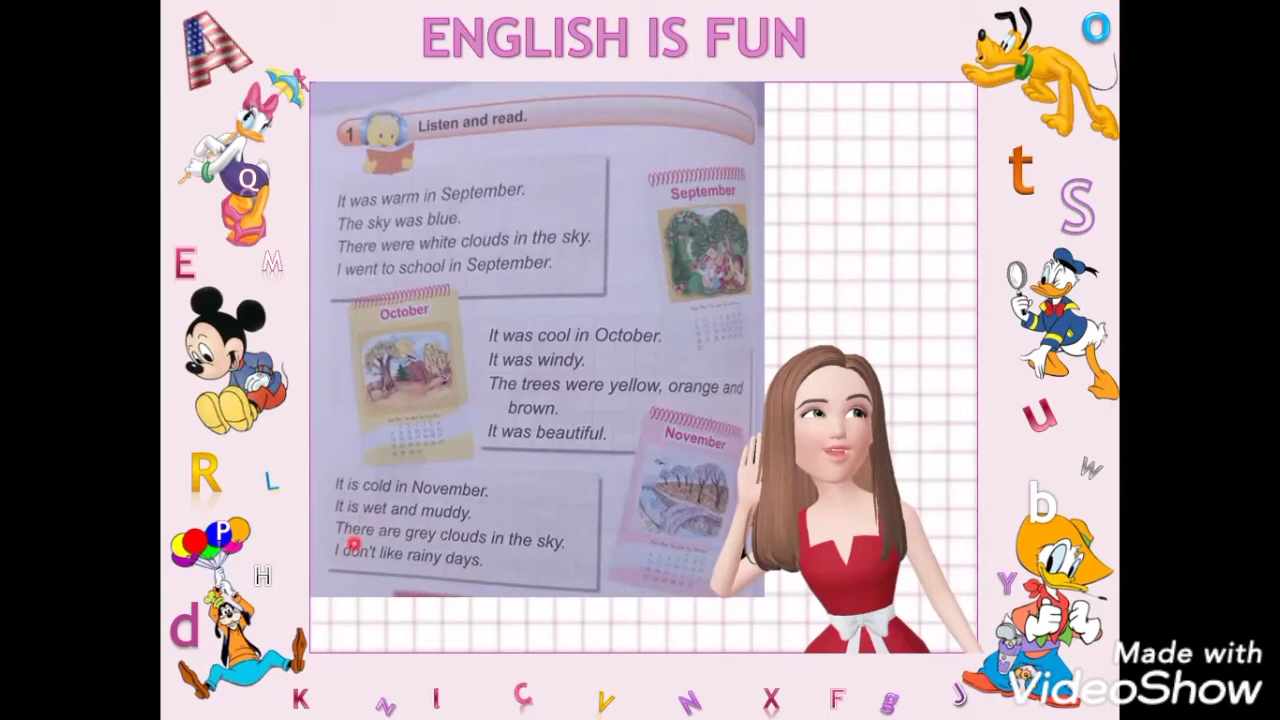 ENGLISH IS FUN
1 Listen and read.
It was warm in September.
The sky was blue.
There were white clouds in the sky.
I went to school in September.
September
October
It was cool in October.
It was windy.
The trees were yellow, orange and
brown.
It was beautiful.
November
It is cold in November.
It is wet and muddy.
There are grey clouds in the sky.
I don't like rainy days.
A
Q
E
M
R
L
P
H
d
K
N
I
C
V
N
X
F
g
J
o
t
S
u
W
b
Y
Made with
VideoShow